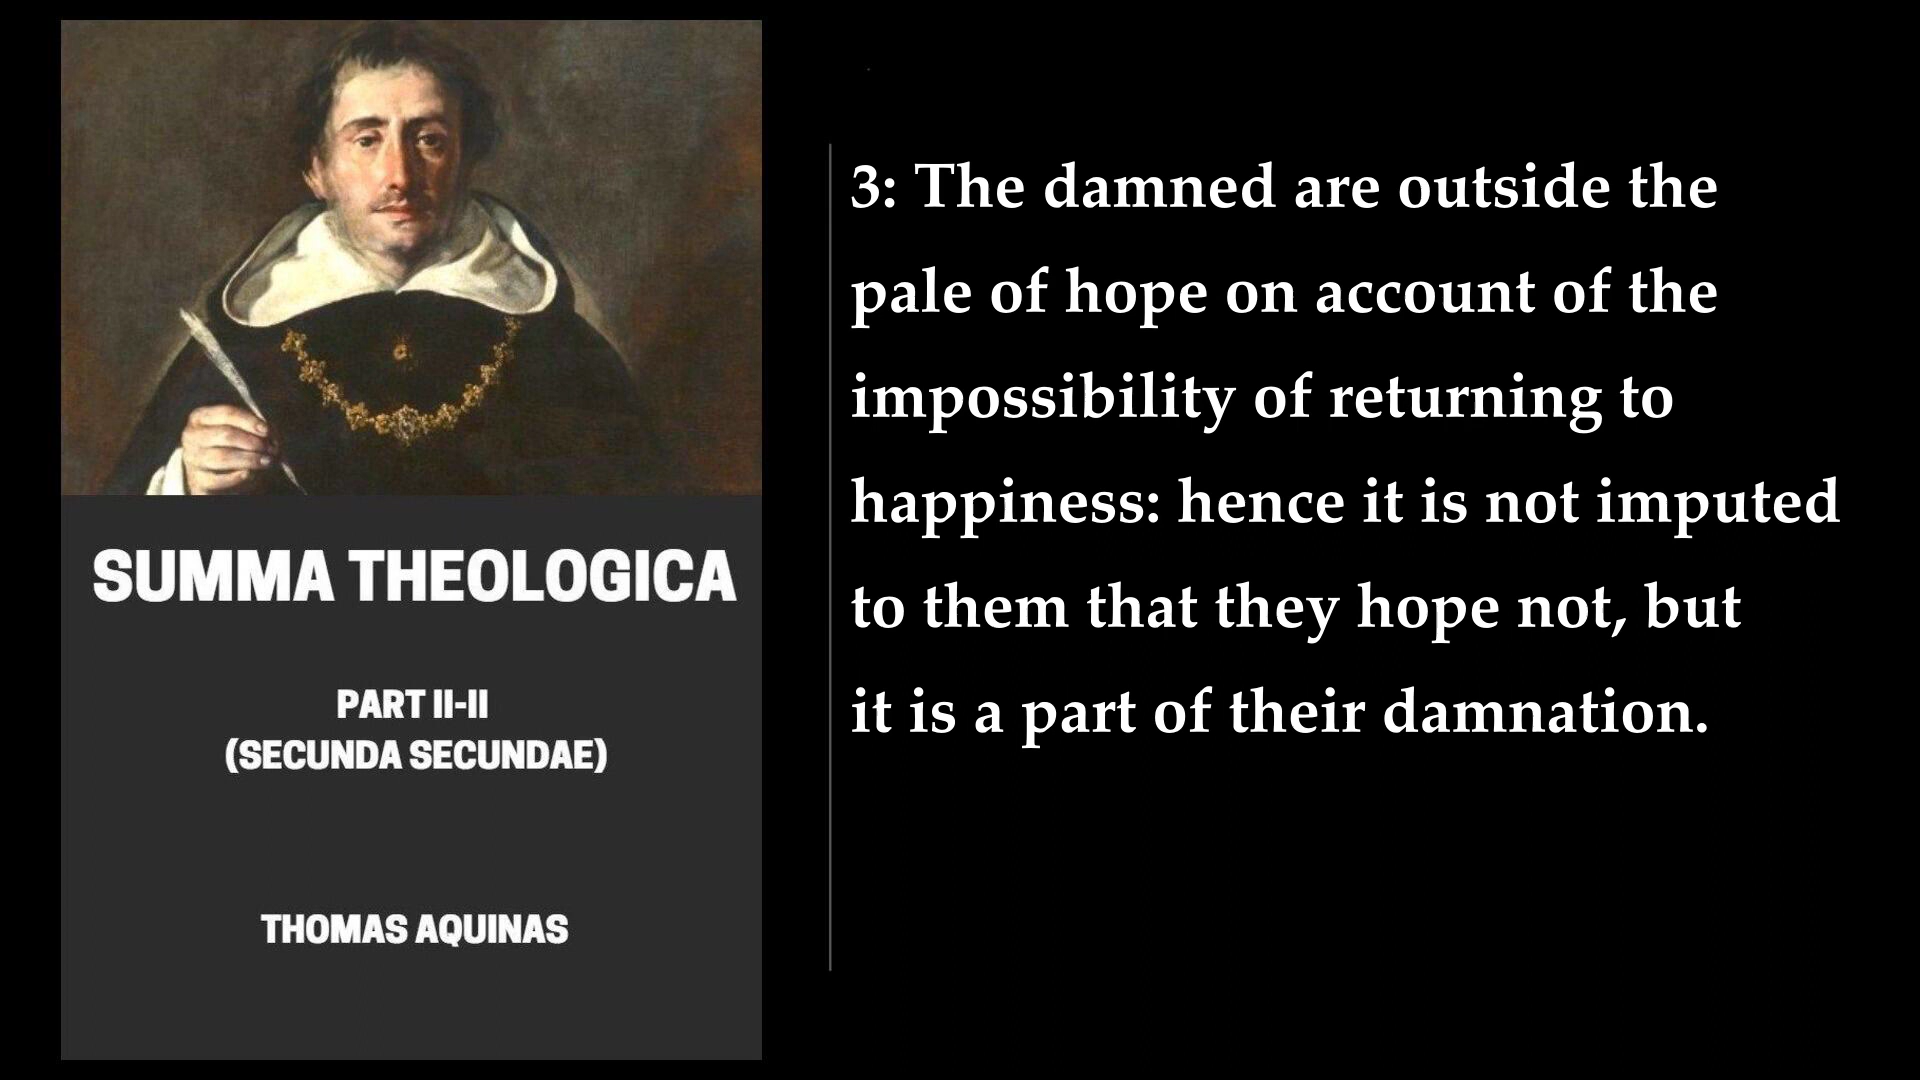 SUMMA THEOLOGICA
PART II-II
(SECUNDA SECUNDAE)
THOMAS AQUINAS
3: The damned are outside the
pale of hope on account of the
impossibility of returning to
happiness: hence it is not imputed
to them that they hope not, but
it is a part of their damnation.